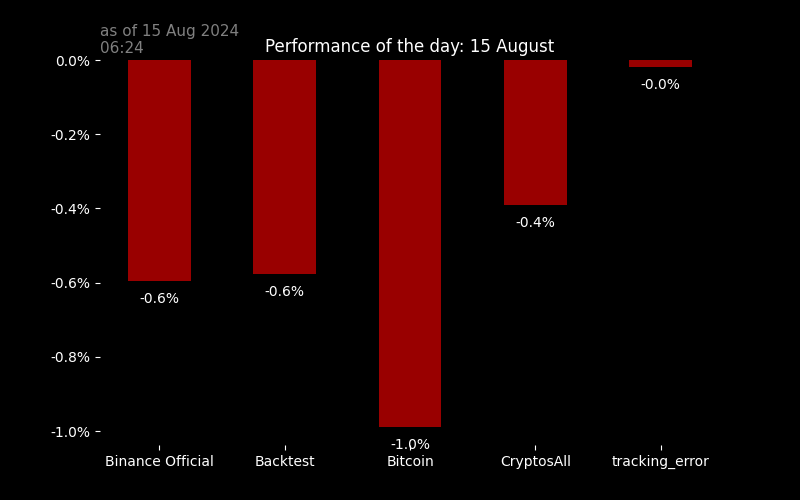 as of 15 Aug 2024
06:24
Performance of the day: 15 August
0.0%
-0.2%
-0.4%
-0.6%
-0.8%
-1.0%
-0.6%
-0.6%
-1.0%
-0.4%
-0.0%
Binance Official
Backtest
Bitcoin
CryptosAll
tracking_error